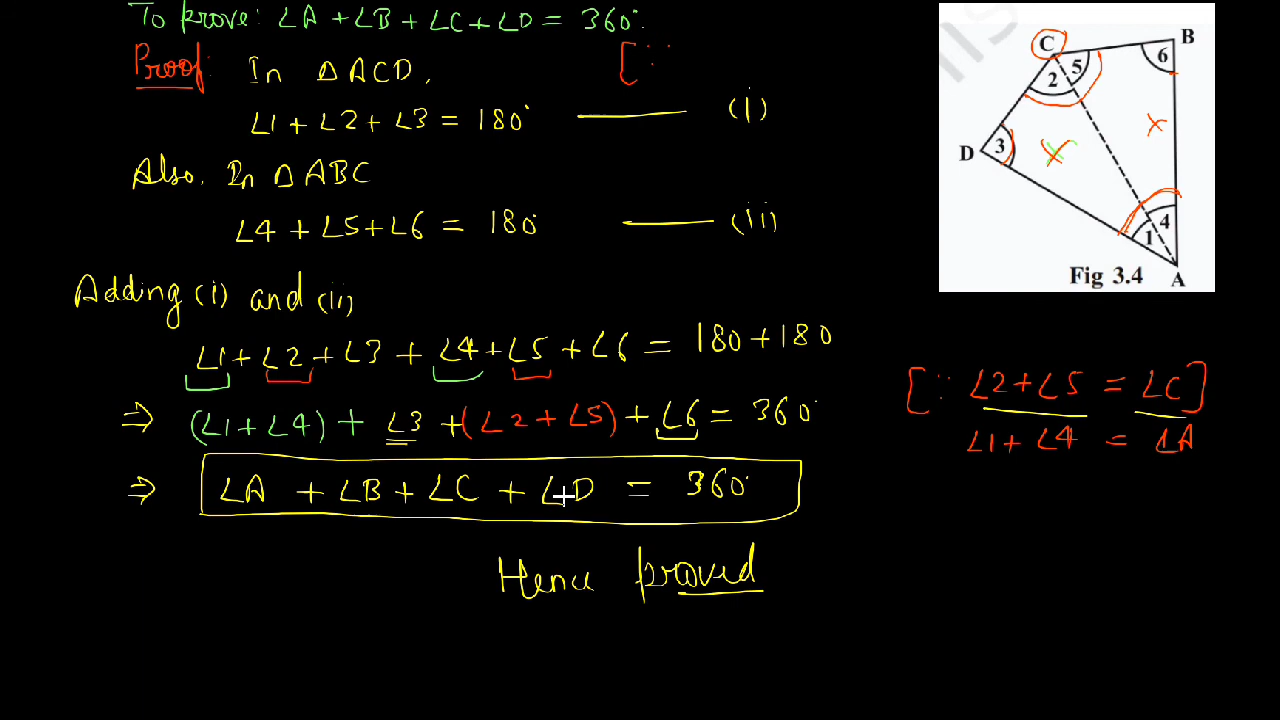 To prove: ∠A + ∠B + ∠C + ∠D = 360°.
Proof: In △ACD, [∵
∠1 + ∠2 + ∠3 = 180° —— (i)
Also, In △ABC
∠4 + ∠5 + ∠6 = 180° —— (ii)
Adding (i) and (ii)
∠1 + ∠2 + ∠3 + ∠4 + ∠5 + ∠6 = 180 + 180
⇒ (∠1 + ∠4) + ∠3 + (∠2 + ∠5) + ∠6 = 360°
⇒ ∠A + ∠B + ∠C + ∠D = 360°
Hence proved
C B
2 5 6
D 3
1 4
Fig 3.4 A
[∵ ∠2 + ∠5 = ∠C]
∠1 + ∠4 = ∠A